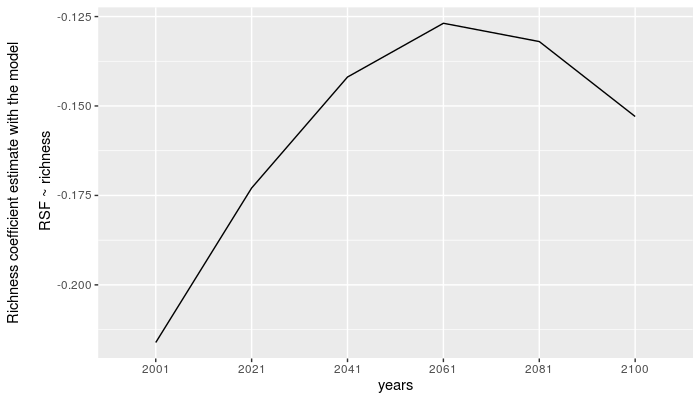 Richness coefficient estimate with the model
RSF ~ richness
-0.125
-0.150
-0.175
-0.200
2001 2021 2041 2061 2081 2100
years